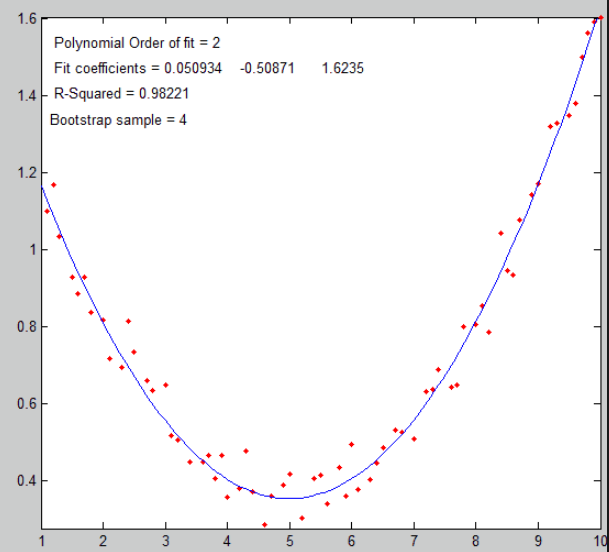 Polynomial Order of fit = 2
Fit coefficients = 0.050934 -0.50871 1.6235
R-Squared = 0.98221
Bootstrap sample = 4
1.6
1.4
1.2
1
0.8
0.6
0.4
1 2 3 4 5 6 7 8 9 10